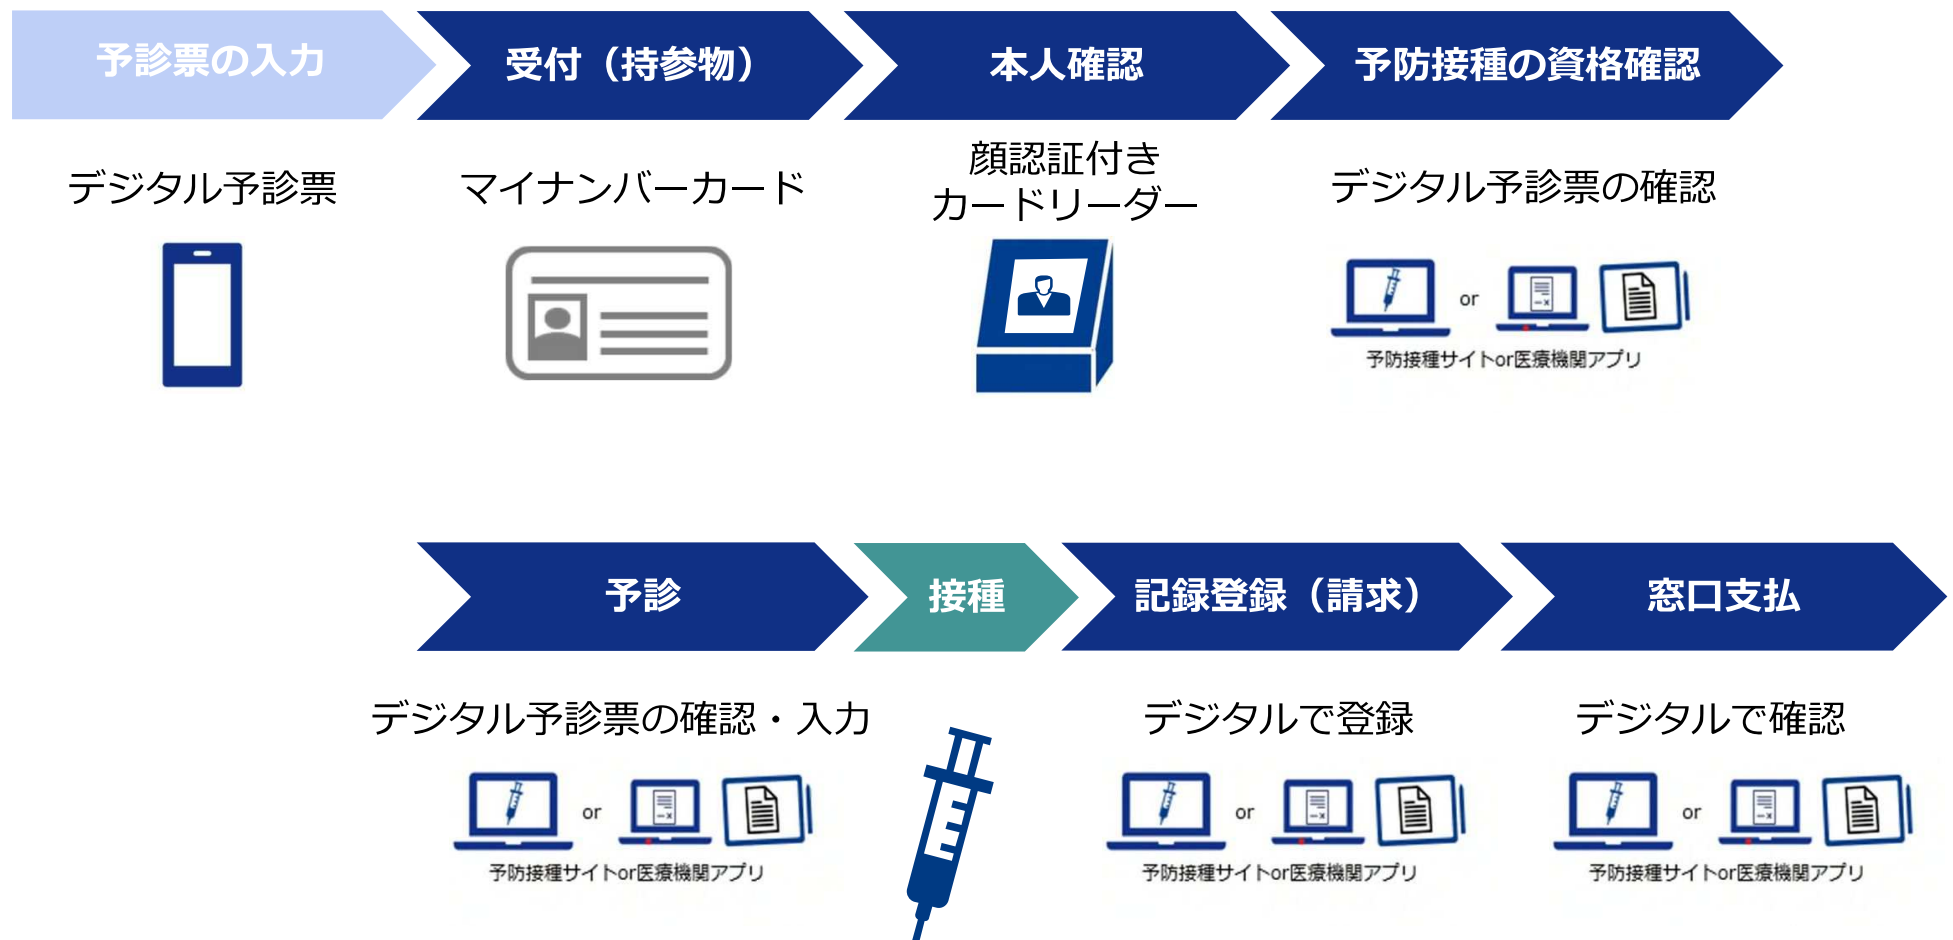 予診票の入力
受付（持参物）
本人確認
予防接種の資格確認
デジタル予診票
マイナンバーカード
顔認証付き
カードリーダー
デジタル予診票の確認
or
予防接種サイトor医療機関アプリ
予診
接種
記録登録（請求）
窓口支払
デジタル予診票の確認・入力
デジタルで登録
デジタルで確認
or
予防接種サイトor医療機関アプリ
or
予防接種サイトor医療機関アプリ
or
予防接種サイトor医療機関アプリ